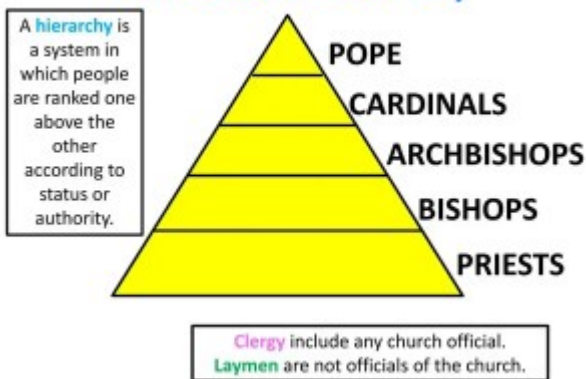 A hierarchy is
a system in
which people
are ranked one
above the
other
according to
status or
authority.
POPE
CARDINALS
ARCHBISHOPS
BISHOPS
PRIESTS
Clergy include any church official.
Laymen are not officials of the church.